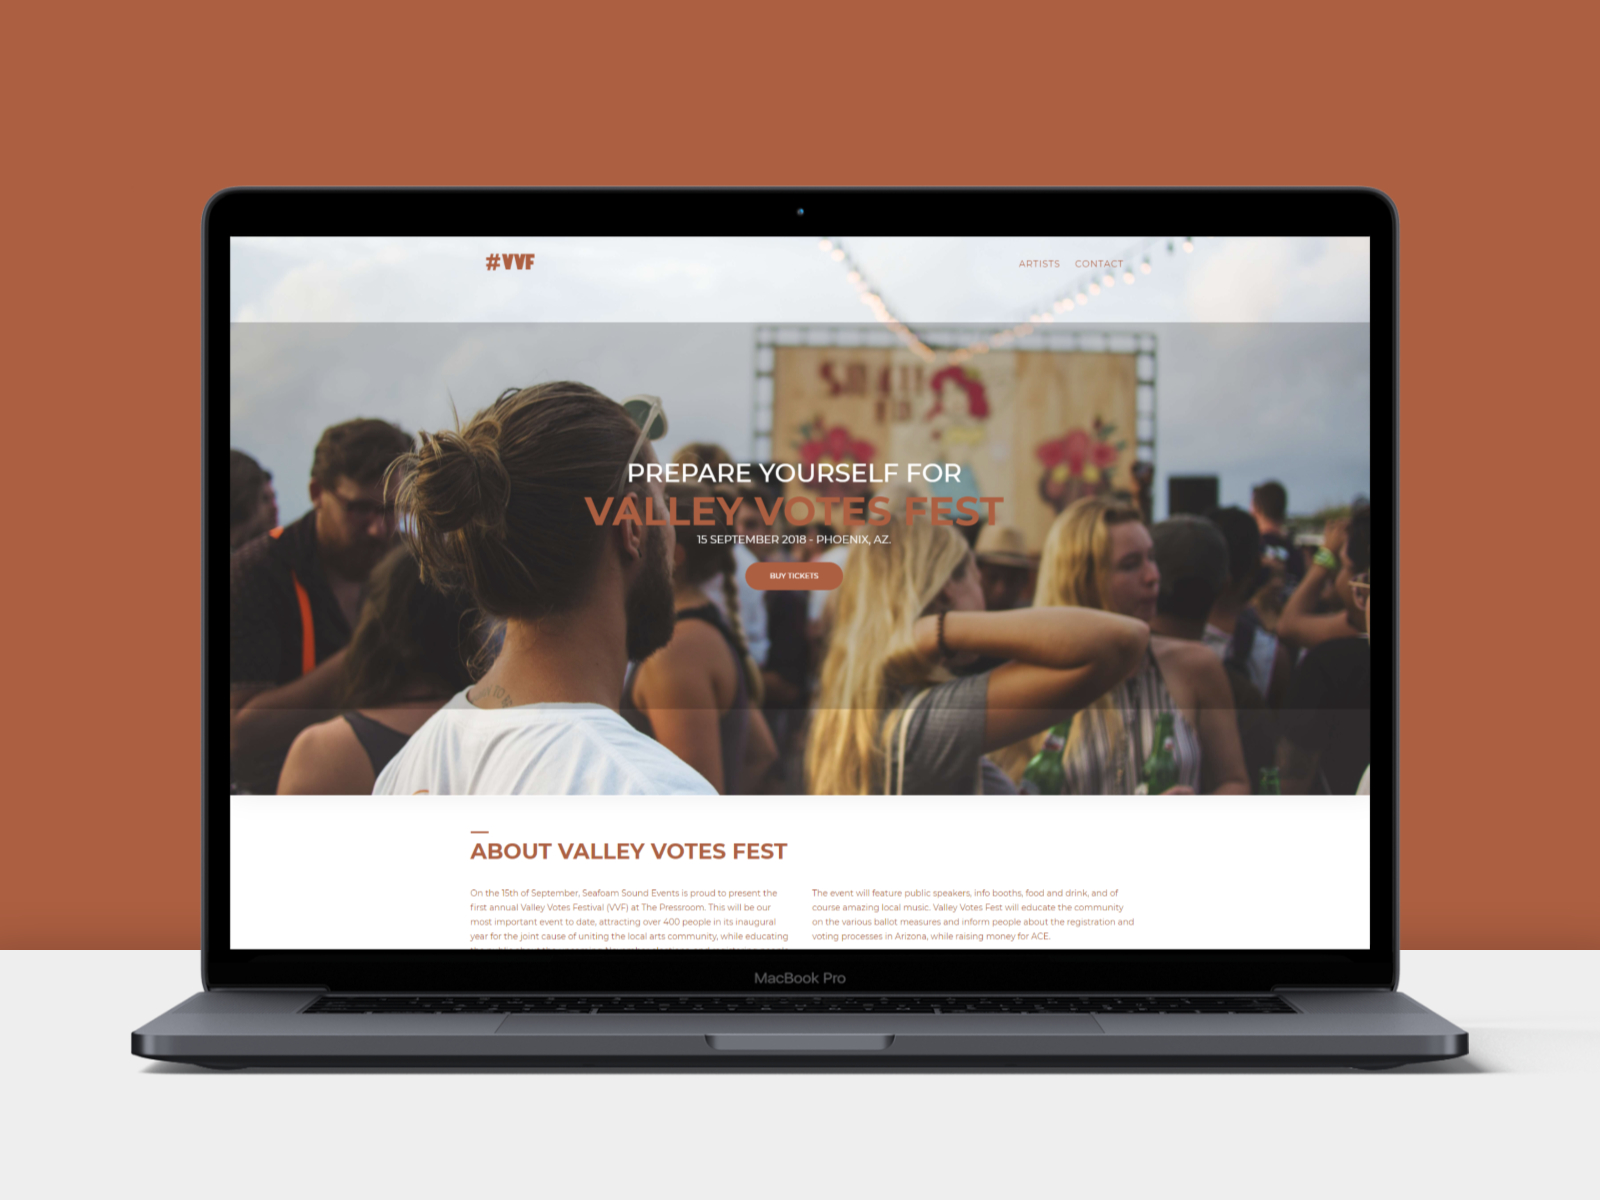 #VVF
ARTISTS CONTACT
PREPARE YOURSELF FOR
VALLEY VOTES FEST
15 SEPTEMBER 2018 - PHOENIX, AZ.
BUY TICKETS
ABOUT VALLEY VOTES FEST
On the 15th of September, Seafoam Sound Events is proud to present the
first annual Valley Votes Festival (VVF) at The Pressroom. This will be our
most important event to date, attracting over 400 people in its inaugural
year for the joint cause of uniting the local arts community, while educating
The event will feature public speakers, info booths, food and drink, and of
course amazing local music. Valley Votes Fest will educate the community
on the various ballot measures and inform people about the registration and
voting processes in Arizona, while raising money for ACE.
MacBook Pro